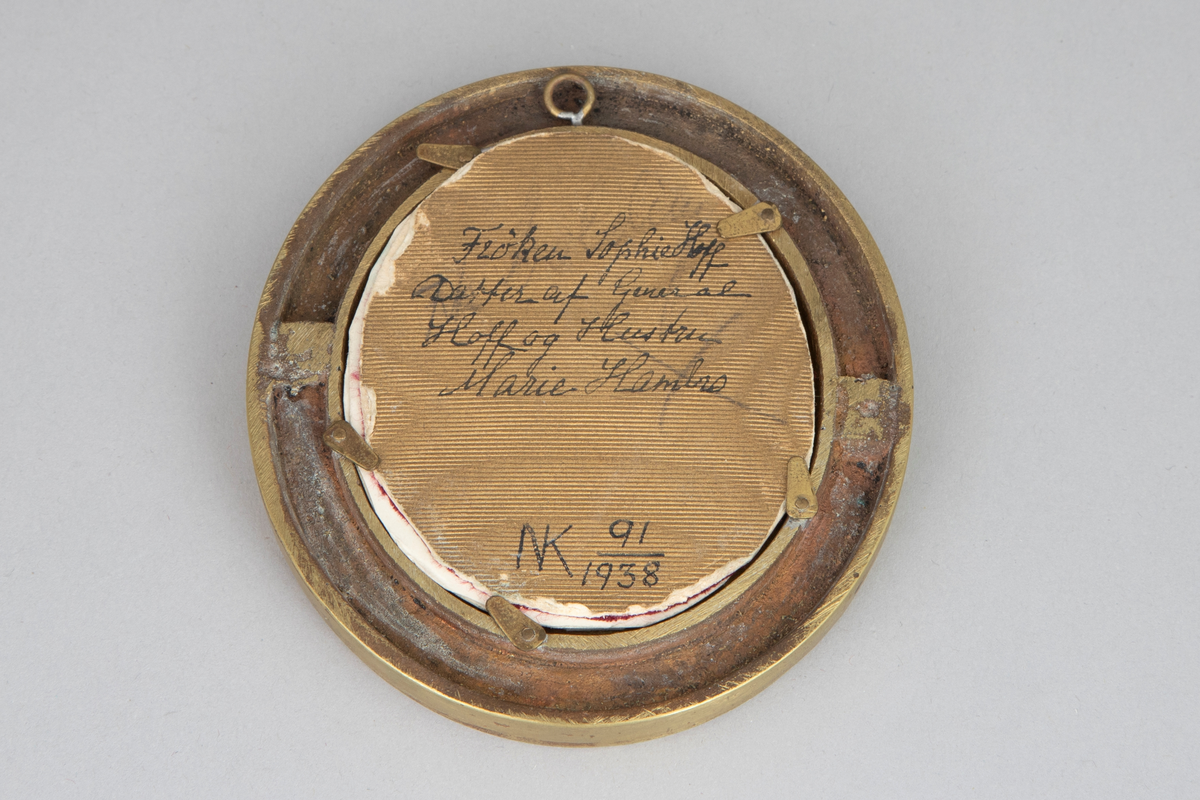 Frøken Sophie Hoff
Datter af General
Hoff og Hustru
Marie Hambro
NK 91/1938